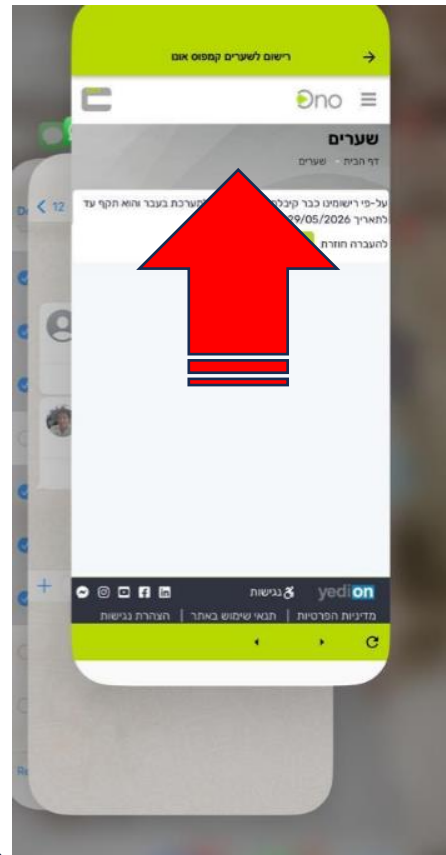 רישום לשערים קמפוס אונו
ono
שערים
דף הבית - שערים
12
על-פי רישומינו כבר קיבלת למערכת בעבר והוא תקף עד
לתאריך 29/05/2026
להעברה חוזרת
נגישות yedion
מדיניות הפרטיות | תנאי שימוש באתר | הצהרת נגישות